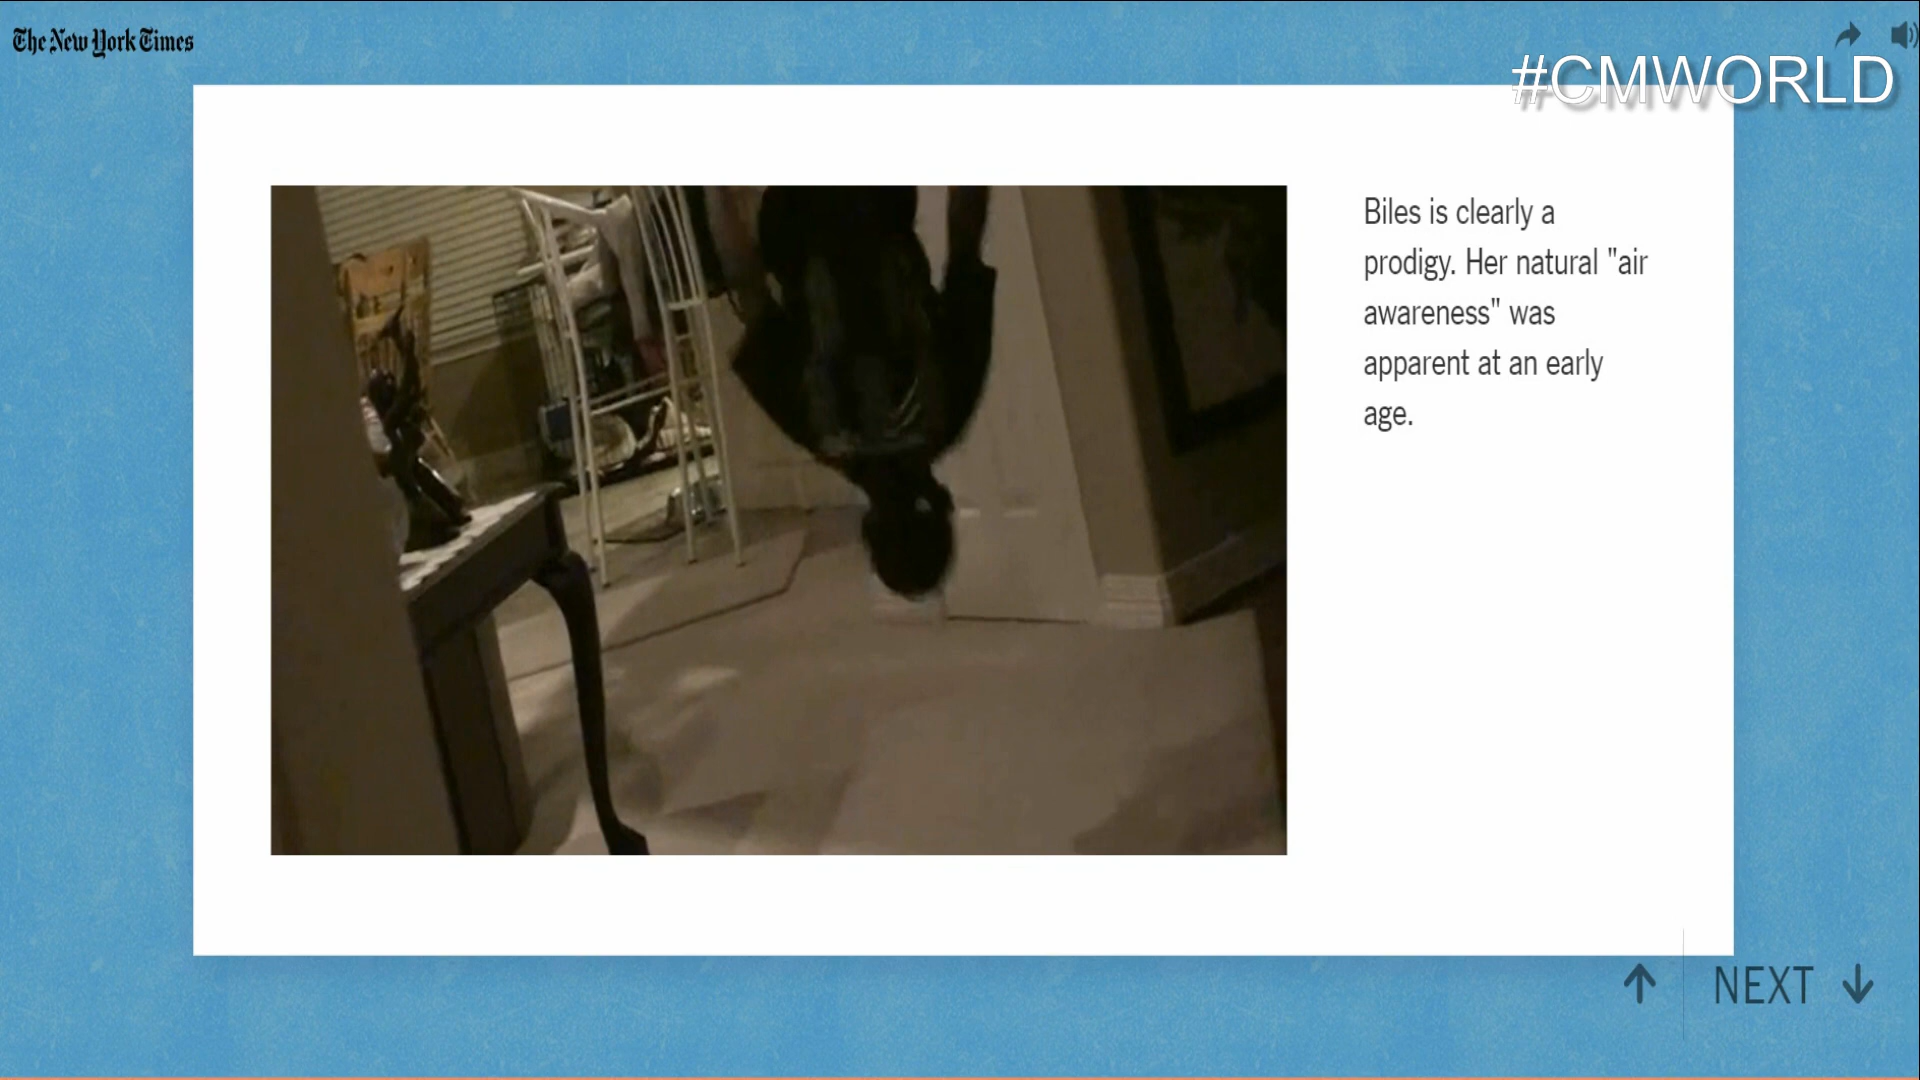 The New York Times
#CMWORLD
Biles is clearly a
prodigy. Her natural "air
awareness" was
apparent at an early
age.
NEXT